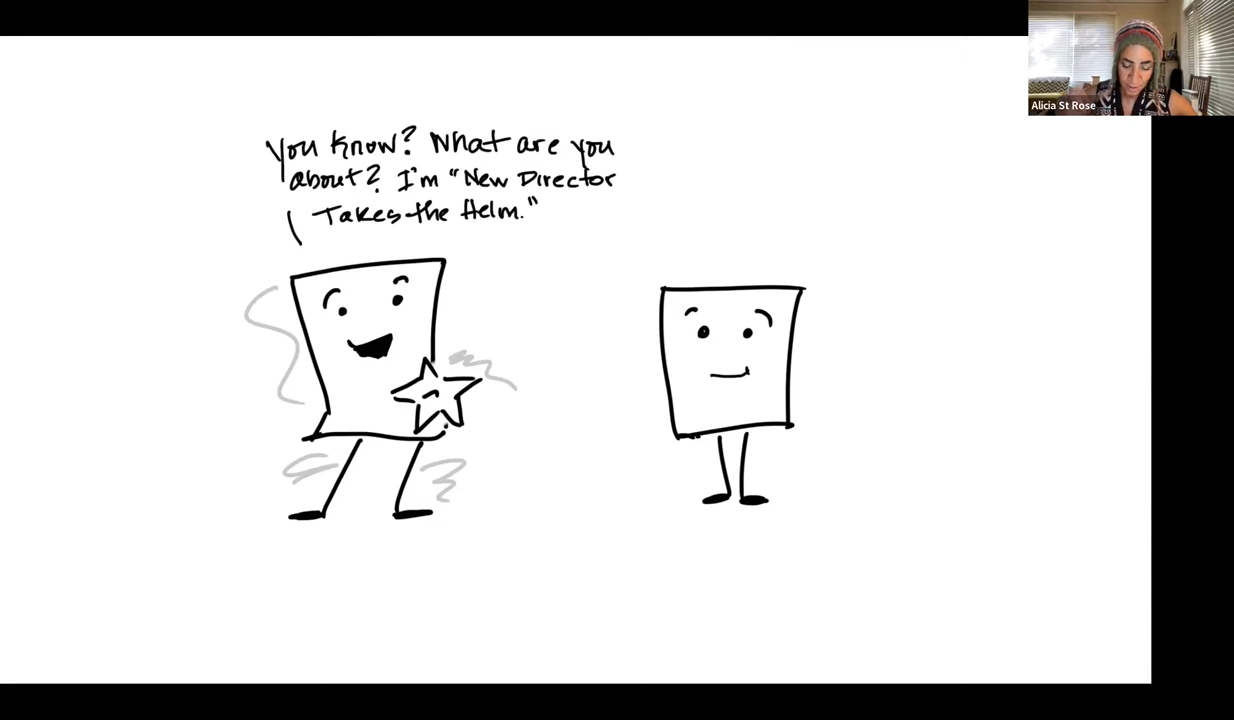 You know? What are you
about? I'm "New Director
Takes the Helm."
Alicia St Rose